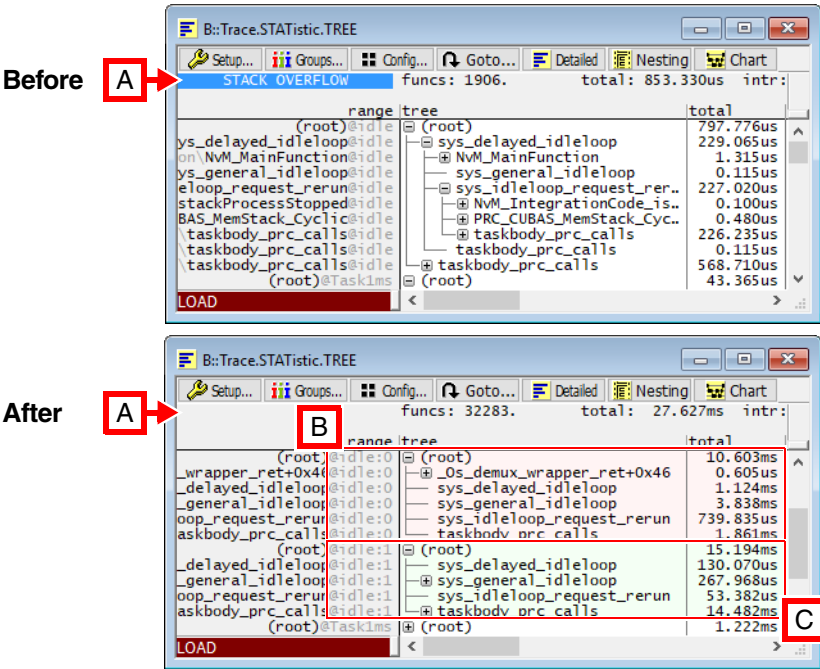 B::Trace.STATistic.TREE
Setup... Groups... Config... Goto... Detailed Nesting Chart
Before A STACK OVERFLOW funcs: 1906. total: 853.330us intr:
range tree total
(root)@idle (root) 797.776us
ys_delayed_idleloop@idle sys_delayed_idleloop 229.065us
on\NvM_MainFunction@idle NvM_MainFunction 1.315us
ys_general_idleloop@idle sys_general_idleloop 0.115us
eloop_request_rerun@idle sys_idleloop_request_rer.. 227.020us
stackProcessStopped@idle NvM_IntegrationCode_is.. 0.100us
BAS_MemStack_Cyclic@idle PRC_CUBAS_MemStack_Cyc.. 0.480us
\taskbody_prc_calls@idle taskbody_prc_calls 226.235us
\taskbody_prc_calls@idle taskbody_prc_calls 0.115us
\taskbody_prc_calls@idle taskbody_prc_calls 568.710us
(root)@Task1ms (root) 43.365us
LOAD
B::Trace.STATistic.TREE
Setup... Groups... Config... Goto... Detailed Nesting Chart
After A funcs: 32283. total: 27.627ms intr:
B
range tree total
(root)@idle:0 (root) 10.603ms
_wrapper_ret+0x46@idle:0 _Os_demux_wrapper_ret+0x46 0.605us
_delayed_idleloop@idle:0 sys_delayed_idleloop 1.124ms
_general_idleloop@idle:0 sys_general_idleloop 3.838ms
oop_request_rerun@idle:0 sys_idleloop_request_rerun 739.835us
askbody_prc_calls@idle:0 taskbody_prc_calls 1.861ms
(root)@idle:1 (root) 15.194ms
_delayed_idleloop@idle:1 sys_delayed_idleloop 130.070us
_general_idleloop@idle:1 sys_general_idleloop 267.968us
oop_request_rerun@idle:1 sys_idleloop_request_rerun 53.382us
askbody_prc_calls@idle:1 taskbody_prc_calls 14.482ms
C
(root)@Task1ms (root) 1.222ms
LOAD